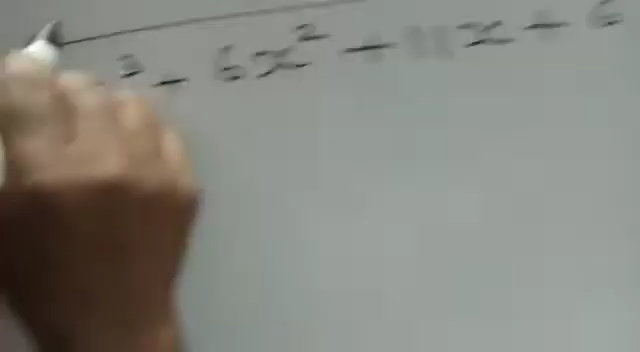 ³ - 6x² + 11x + 6